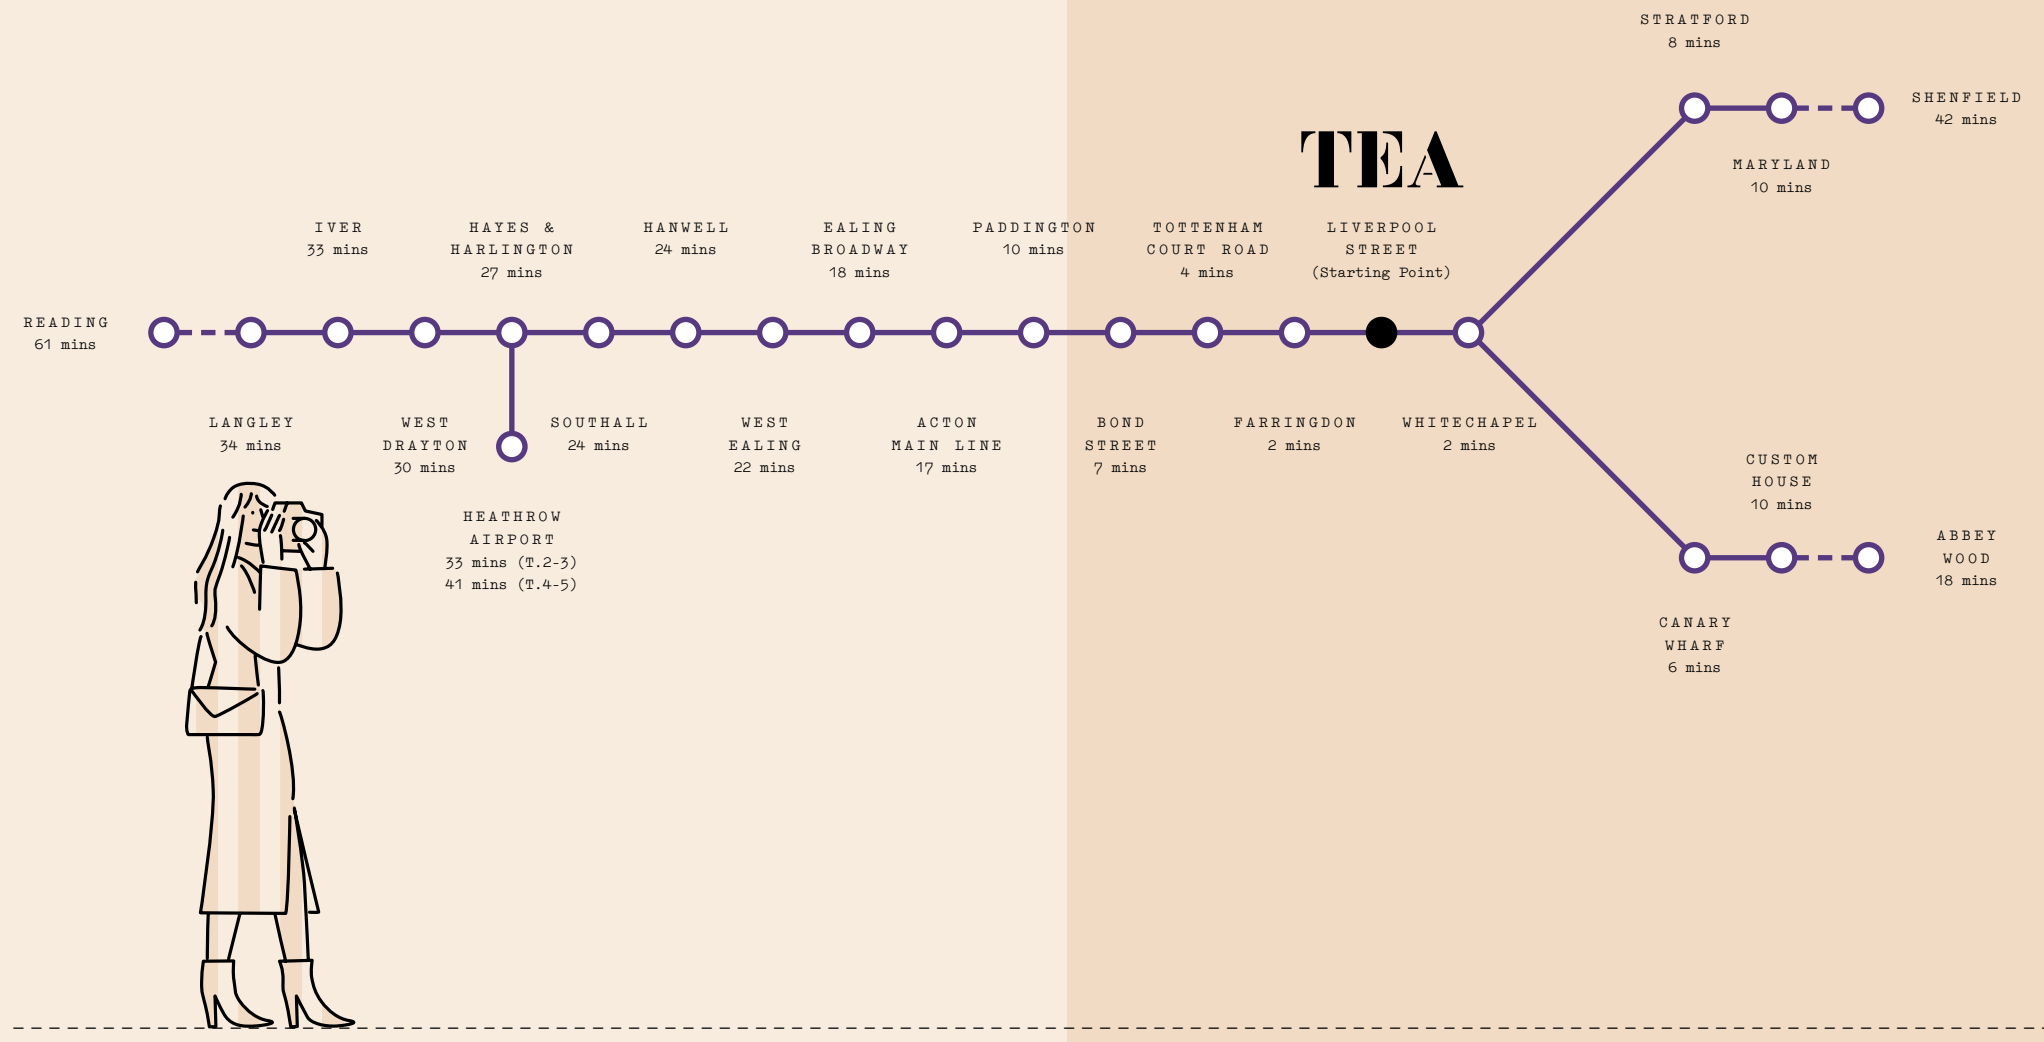 STRATFORD
8 mins
SHENFIELD
42 mins
MARYLAND
10 mins
TEA
IVER
33 mins
HAYES &
HARLINGTON
27 mins
HANWELL
24 mins
EALING
BROADWAY
18 mins
PADDINGTON
10 mins
TOTTENHAM
COURT ROAD
4 mins
LIVERPOOL
STREET
(Starting Point)
READING
61 mins
LANGLEY
34 mins
WEST
DRAYTON
30 mins
SOUTHALL
24 mins
WEST
EALING
22 mins
ACTON
MAIN LINE
17 mins
BOND
STREET
7 mins
FARRINGDON
2 mins
WHITECHAPEL
2 mins
HEATHROW
AIRPORT
33 mins (T.2-3)
41 mins (T.4-5)
CUSTOM
HOUSE
10 mins
ABBEY
WOOD
18 mins
CANARY
WHARF
6 mins